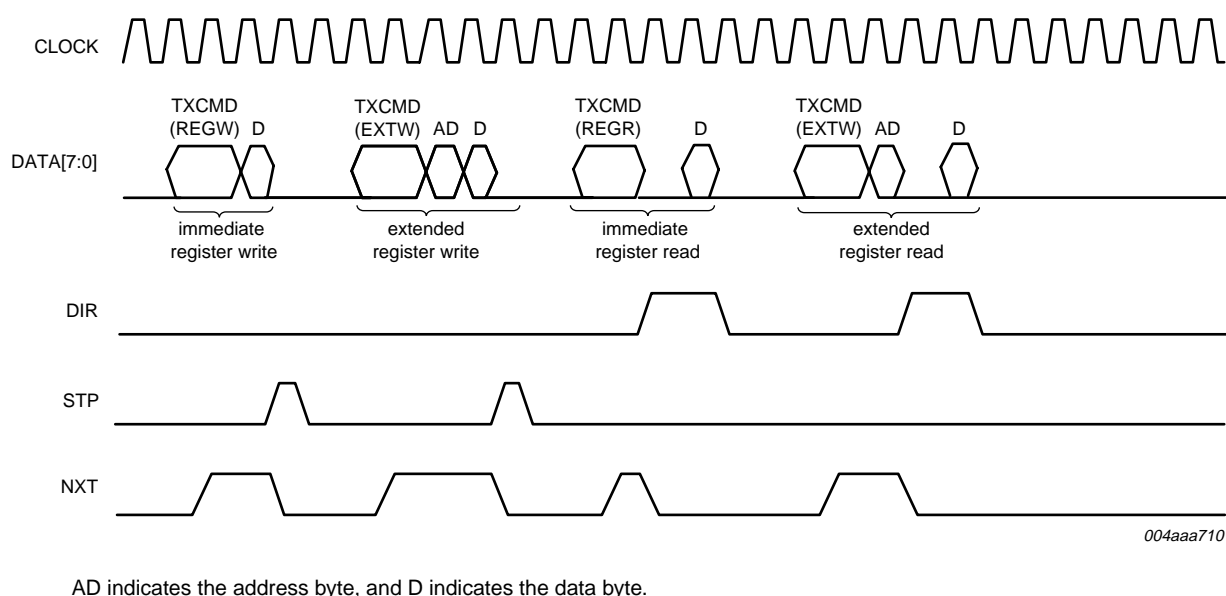 CLOCK
TXCMD TXCMD TXCMD TXCMD
(REGW) D (EXTW) AD D (REGR) D (EXTW) AD D
DATA[7:0]
immediate extended immediate extended
register write register write register read register read
DIR
STP
NXT
004aaa710
AD indicates the address byte, and D indicates the data byte.